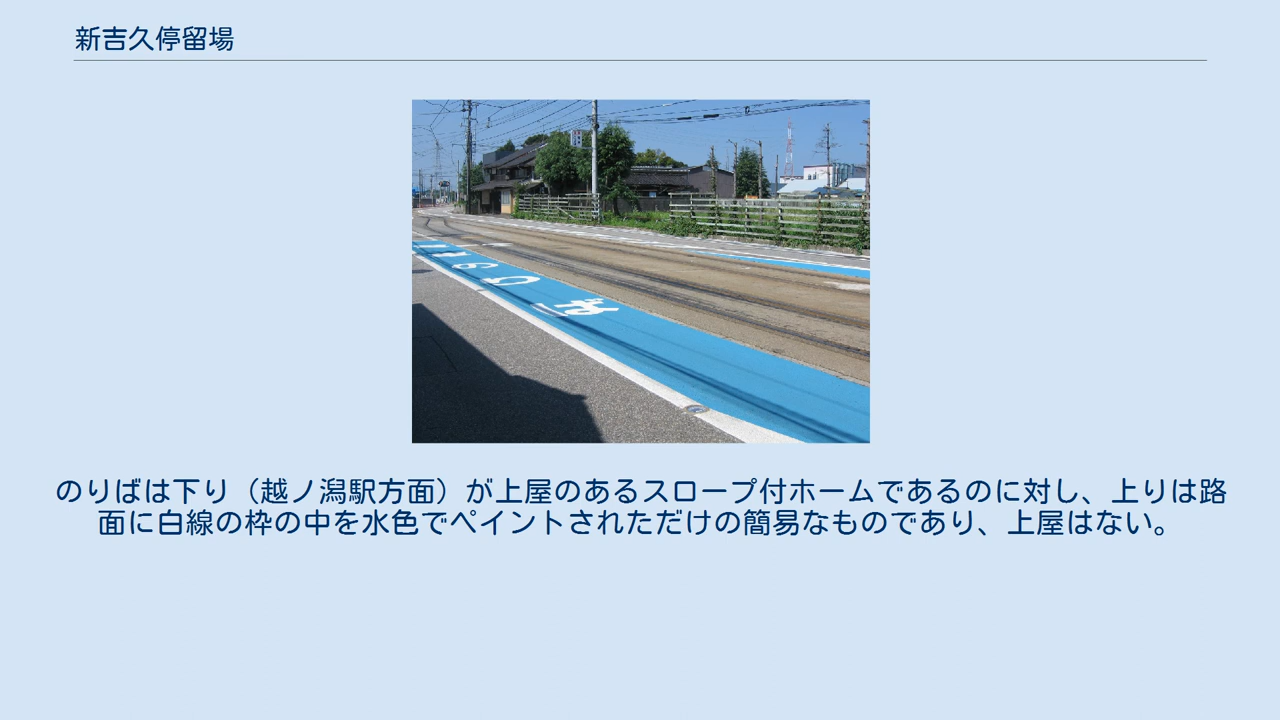 新吉久停留場
のりばは下り（越ノ潟駅方面）が上屋のあるスロープ付ホームであるのに対し、上りは路
面に白線の枠の中を水色でペイントされただけの簡易なものであり、上屋はない。